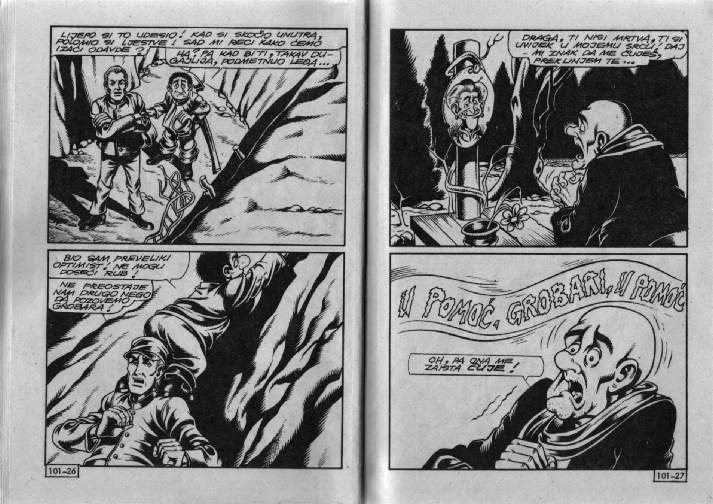 LIJEPO SI TO UDESIO! KAD SI SKOČIO UNUTRA,
POLOMIO SI LJESTVE! SAD MI RECI KAKO ĆEMO
IZAĆI ODAVDE?
HA? PA KAD BI TI, TAKAV DU-
GAJLIJA, PODMETNUO LEĐA...
BIO SAM PREVELIKI
OPTIMIST! NE MOGU
DOSEĆI RUB!
NE PREOSTAJE
NAM DRUGO NEGO
DA POZOVEMO
GROBARA!
101-26
DRAGA, TI NISI MRTVA, TI SI
UVIJEK U MOJEMU SRCU! DAJ
MI ZNAK DA ME ČUJEŠ,
PREKLINJEM TE...
U POMOĆ, GROBARI, U POMOĆ
OH, PA ONA ME
ZAISTA ČUJE!
101-27